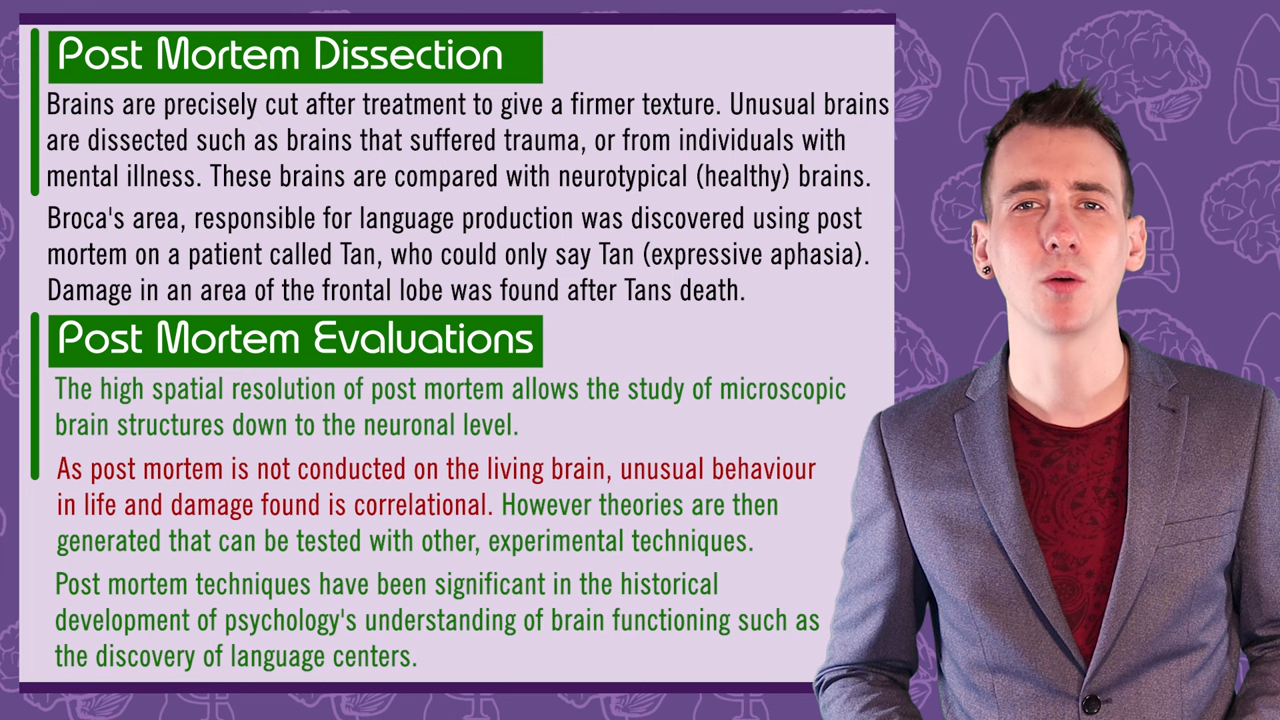 Post Mortem Dissection
Brains are precisely cut after treatment to give a firmer texture. Unusual brains
are dissected such as brains that suffered trauma, or from individuals with
mental illness. These brains are compared with neurotypical (healthy) brains.
Broca's area, responsible for language production was discovered using post
mortem on a patient called Tan, who could only say Tan (expressive aphasia).
Damage in an area of the frontal lobe was found after Tans death.
Post Mortem Evaluations
The high spatial resolution of post mortem allows the study of microscopic
brain structures down to the neuronal level.
As post mortem is not conducted on the living brain, unusual behaviour
in life and damage found is correlational. However theories are then
generated that can be tested with other, experimental techniques.
Post mortem techniques have been significant in the historical
development of psychology's understanding of brain functioning such as
the discovery of language centers.